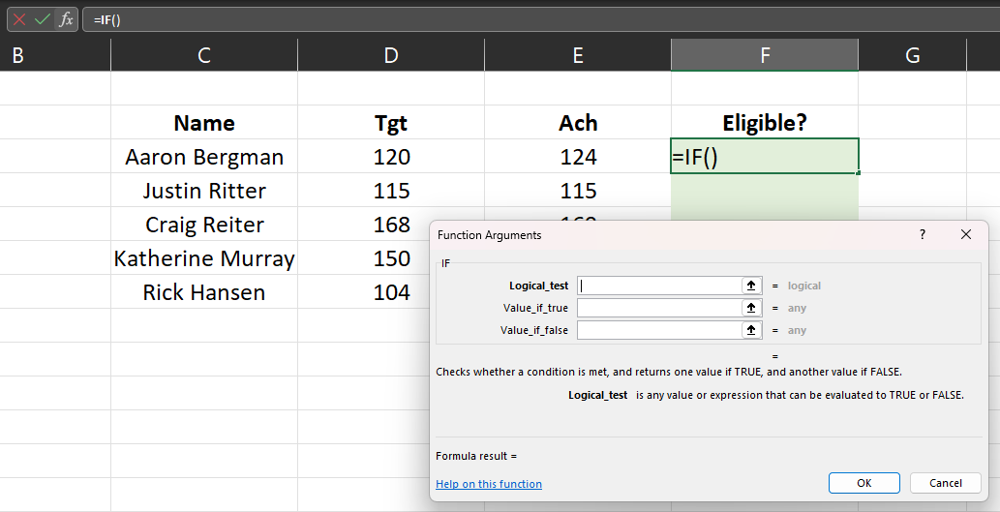 fx =IF()
B C D E F G
Name Tgt Ach Eligible?
Aaron Bergman 120 124 =IF()
Justin Ritter 115 115
Craig Reiter 168
Katherine Murray 150
Rick Hansen 104
Function Arguments ?
IF
Logical_test = logical
Value_if_true = any
Value_if_false = any
=
Checks whether a condition is met, and returns one value if TRUE, and another value if FALSE.
Logical_test is any value or expression that can be evaluated to TRUE or FALSE.
Formula result =
Help on this function OK Cancel